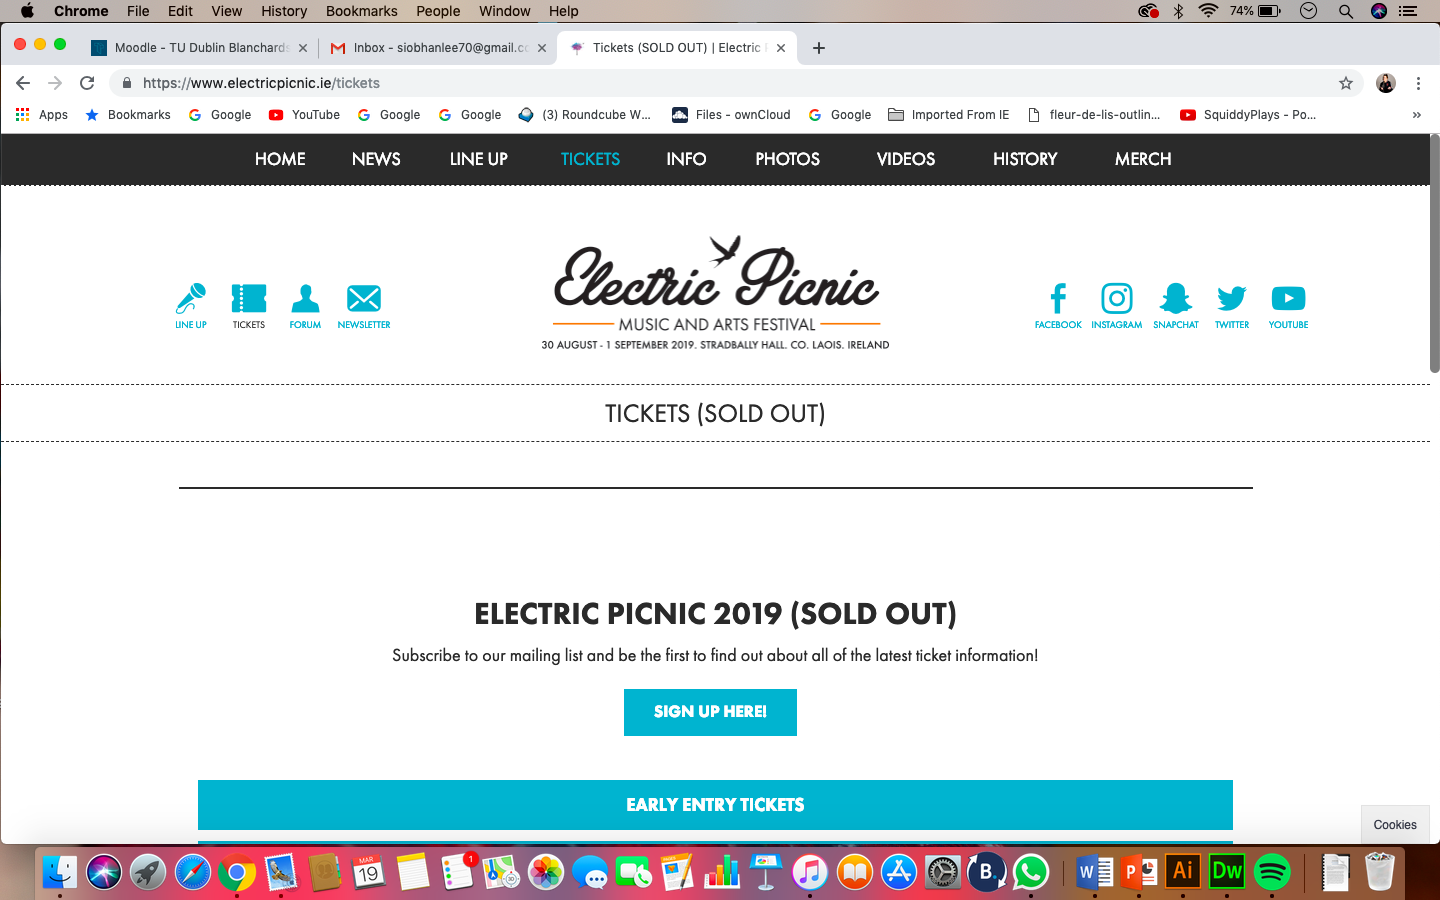 Chrome File Edit View History Bookmarks People Window Help 74%
Moodle - TU Dublin Blanchards Inbox - siobhanlee70@gmail.c Tickets (SOLD OUT) | Electric
https://www.electricpicnic.ie/tickets
Apps Bookmarks Google YouTube Google Google (3) Roundcube W... Files - ownCloud Google Imported From IE fleur-de-lis-outlin... SquiddyPlays - Po... »
HOME NEWS LINE UP TICKETS INFO PHOTOS VIDEOS HISTORY MERCH
Electric Picnic
MUSIC AND ARTS FESTIVAL
30 AUGUST - 1 SEPTEMBER 2019. STRADBALLY HALL. CO. LAOIS. IRELAND
LINE UP TICKETS FORUM NEWSLETTER
FACEBOOK INSTAGRAM SNAPCHAT TWITTER YOUTUBE
TICKETS (SOLD OUT)
ELECTRIC PICNIC 2019 (SOLD OUT)
Subscribe to our mailing list and be the first to find out about all of the latest ticket information!
SIGN UP HERE!
EARLY ENTRY TICKETS
Cookies
MAR
19
1
B.
W
P
Ai
Dw